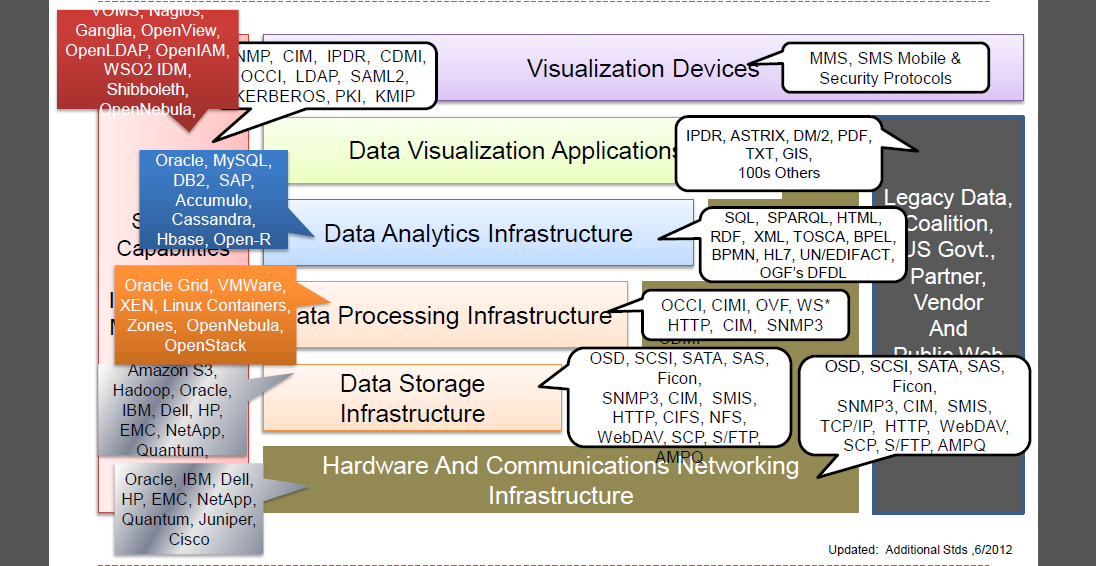 VOMS, Nagios,
Ganglia, OpenView,
OpenLDAP, OpenIAM,
WSO2 IDM,
Shibboleth,
OpenNebula,
NMP, CIM, IPDR, CDMI,
OCCI, LDAP, SAML2,
KERBEROS, PKI, KMIP
Visualization Devices
MMS, SMS Mobile &
Security Protocols
Data Visualization Applications
IPDR, ASTRIX, DM/2, PDF,
TXT, GIS,
100s Others
Oracle, MySQL,
DB2, SAP,
Accumulo,
Cassandra,
Hbase, Open-R
Capabilities
Data Analytics Infrastructure
SQL, SPARQL, HTML,
RDF, XML, TOSCA, BPEL,
BPMN, HL7, UN/EDIFACT,
OGF's DFDL
Legacy Data,
Coalition,
US Govt.,
Partner,
Vendor
And
Public Web
Oracle Grid, VMWare,
XEN, Linux Containers,
Zones, OpenNebula,
OpenStack
ata Processing Infrastructure
OCCI, CIMI, OVF, WS*
HTTP, CIM, SNMP3
Amazon S3,
Hadoop, Oracle,
IBM, Dell, HP,
EMC, NetApp,
Quantum,
Data Storage
Infrastructure
OSD, SCSI, SATA, SAS,
Ficon,
SNMP3, CIM, SMIS,
HTTP, CIFS, NFS,
WebDAV, SCP, S/FTP,
AMPQ
OSD, SCSI, SATA, SAS,
Ficon,
SNMP3, CIM, SMIS,
TCP/IP, HTTP, WebDAV,
SCP, S/FTP, AMPQ
Oracle, IBM, Dell,
HP, EMC, NetApp,
Quantum, Juniper,
Cisco
Hardware And Communications Networking
Infrastructure
Updated: Additional Stds ,6/2012